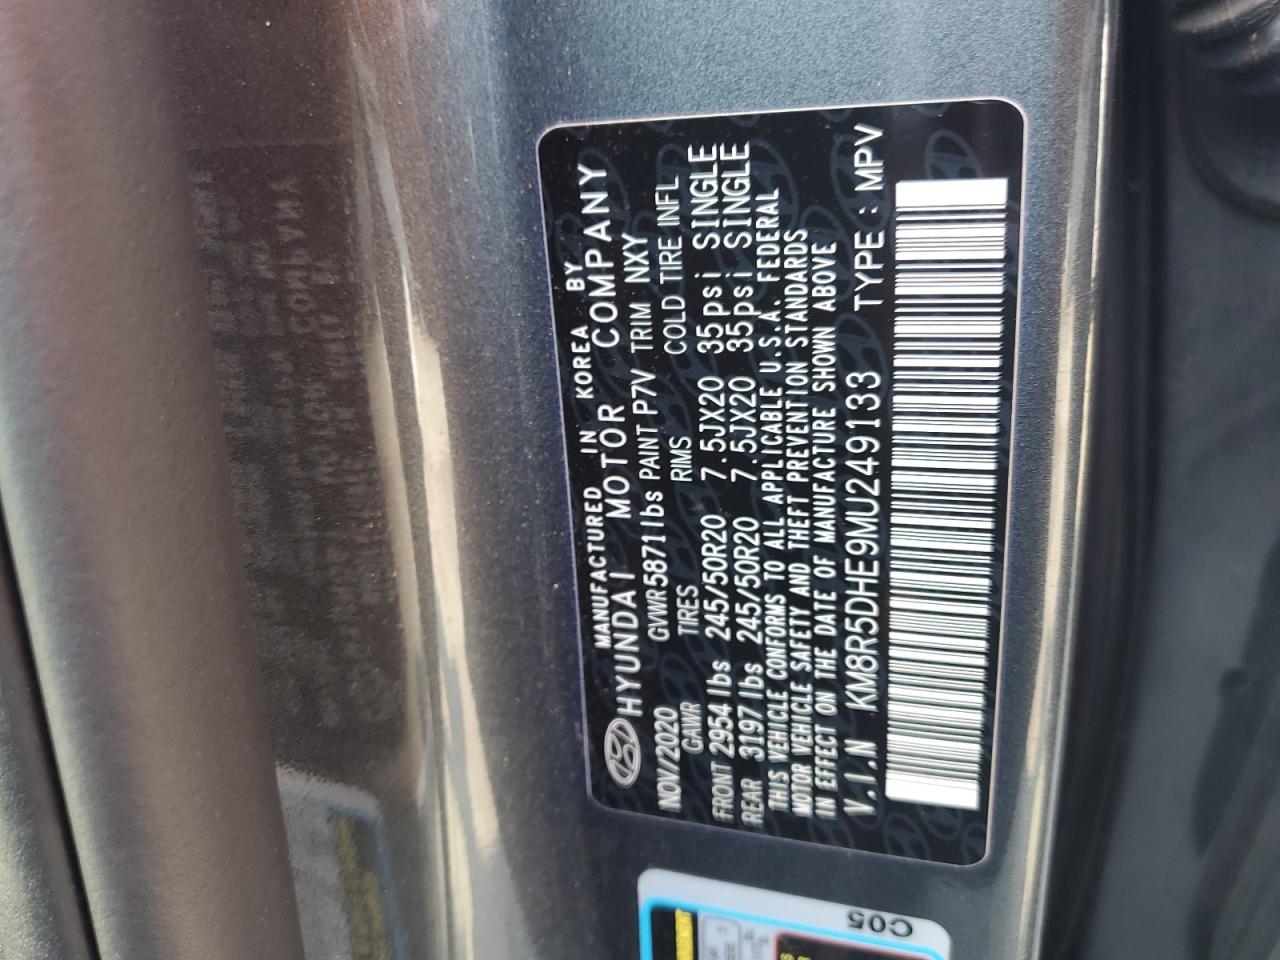 MANUFACTURED IN KOREA BY
HYUNDAI MOTOR COMPANY
NOV/2020 GVWR 5871lbs PAINT P7V TRIM NXY
GAWR TIRES RIMS COLD TIRE INFL
FRONT 2954 lbs 245/50R20 7.5JX20 35psi SINGLE
REAR 3197 lbs 245/50R20 7.5JX20 35psi SINGLE
THIS VEHICLE CONFORMS TO ALL APPLICABLE U.S.A. FEDERAL
MOTOR VEHICLE SAFETY AND THEFT PREVENTION STANDARDS
IN EFFECT ON THE DATE OF MANUFACTURE SHOWN ABOVE
V.I.N KM8R5DHE9MU249133 TYPE : MPV
C05